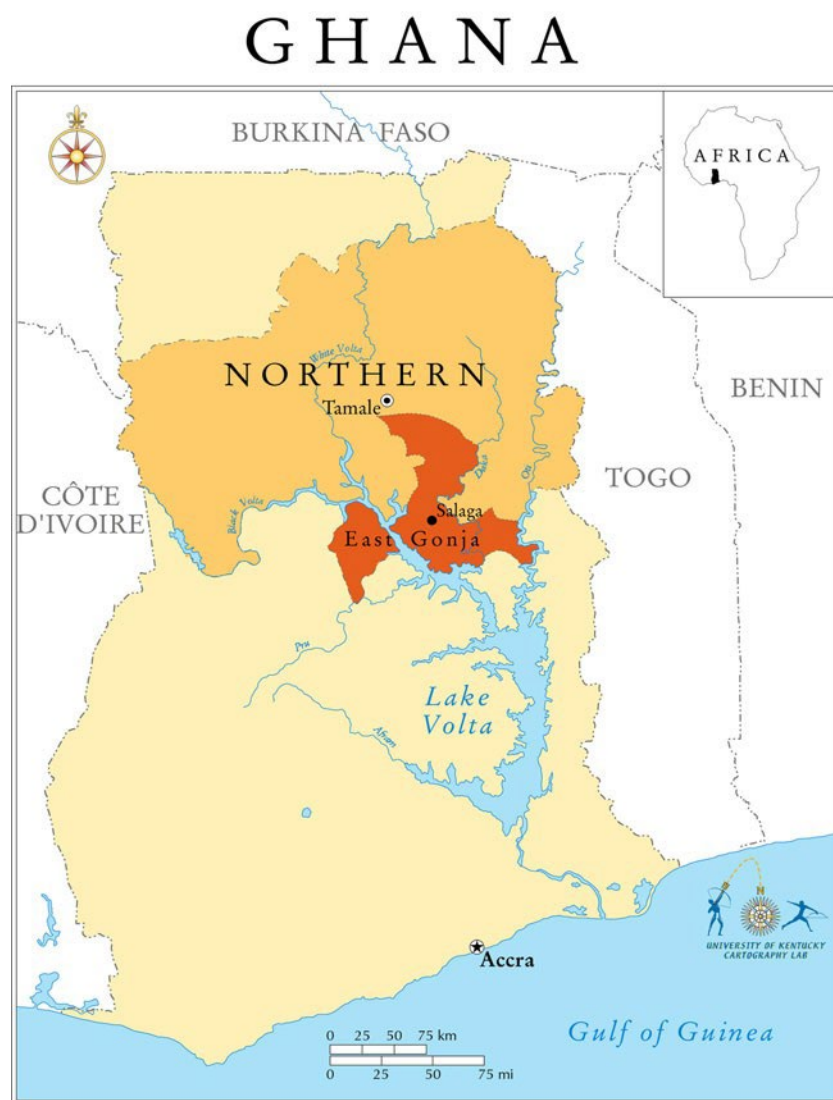 GHANA
BURKINA FASO
AFRICA
White Volta
NORTHERN
Tamale
BENIN
TOGO
CÔTE
D'IVOIRE
Black Volta
Daka
Oti
Salaga
East Gonja
Pru
Lake
Volta
Afram
N
UNIVERSITY OF KENTUCKY
CARTOGRAPHY LAB
Accra
Gulf of Guinea
0 25 50 75 km
0 25 50 75 mi